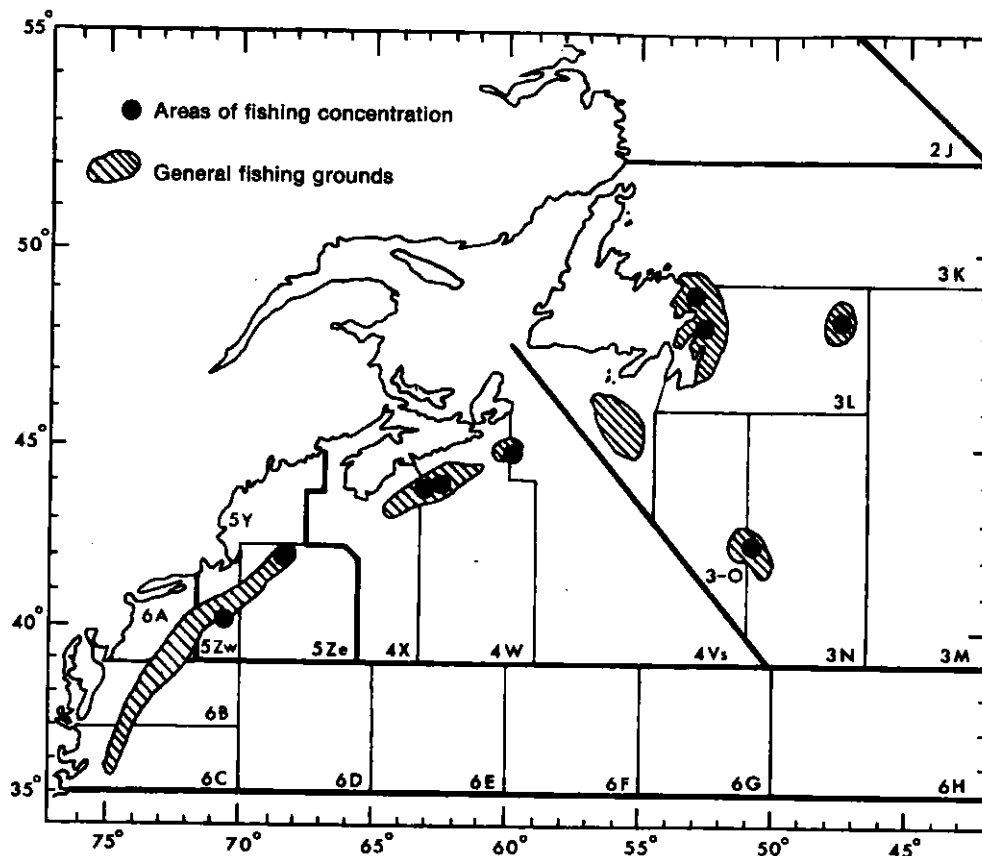 55°
Areas of fishing concentration
General fishing grounds
2J
50°
3K
3L
45°
5Y
3-O
6A
40°
5Zw 5Ze 4X 4W 4Vs 3N 3M
6B
35°
6C 6D 6E 6F 6G 6H
75° 70° 65° 60° 55° 50° 45°